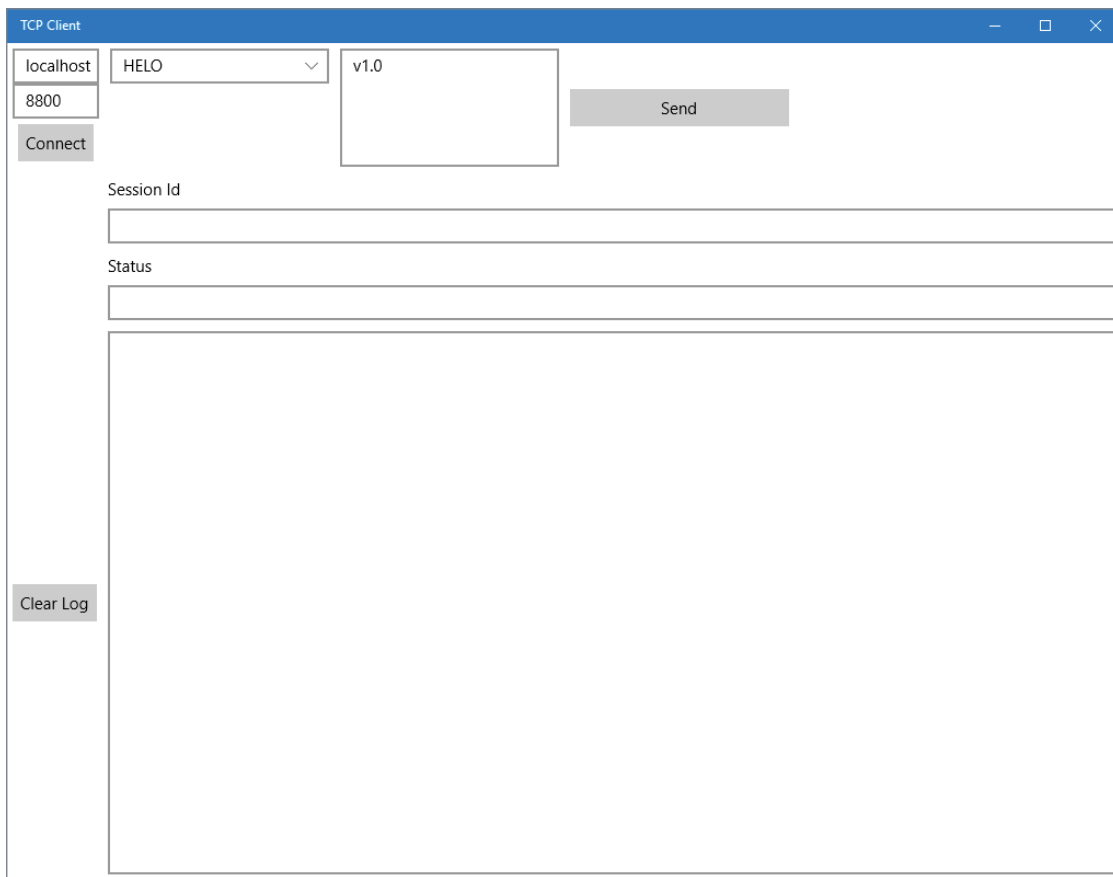 TCP Client
localhost
HELO
v1.0
8800
Send
Connect
Session Id
Status
Clear Log